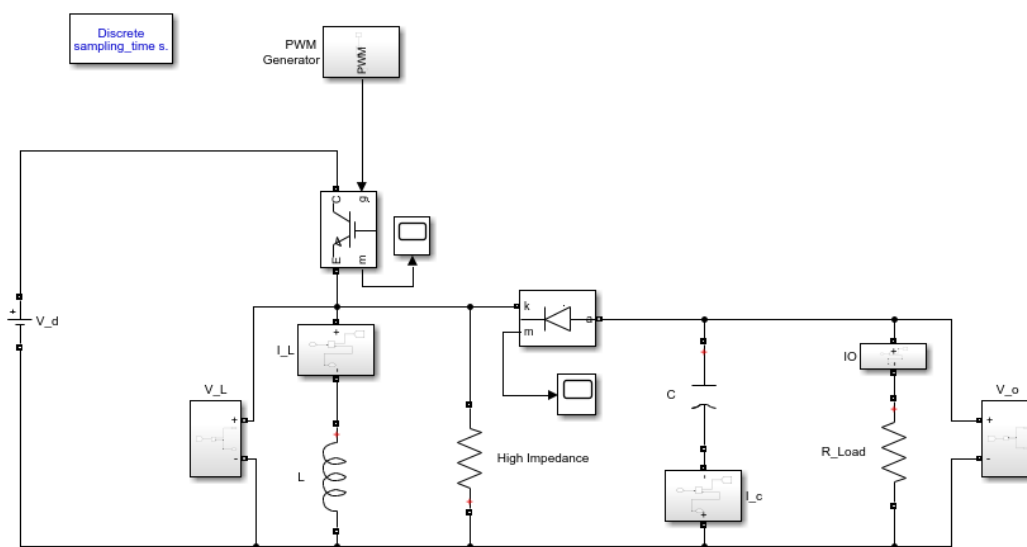 Discrete
sampling_time s.
PWM
Generator
PWM
C
g
E
m
V_d
I_L
+
-
k
m
a
V_L
+
-
L
High Impedance
C
-
+
I_c
IO
+
-
R_Load
V_o
+
-
+